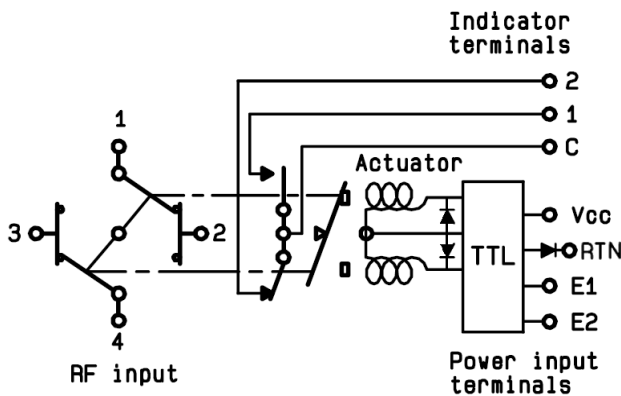 Indicator
terminals
2
1
C
1
Actuator
3
2
TTL
Vcc
RTN
E1
E2
4
RF input
Power input
terminals